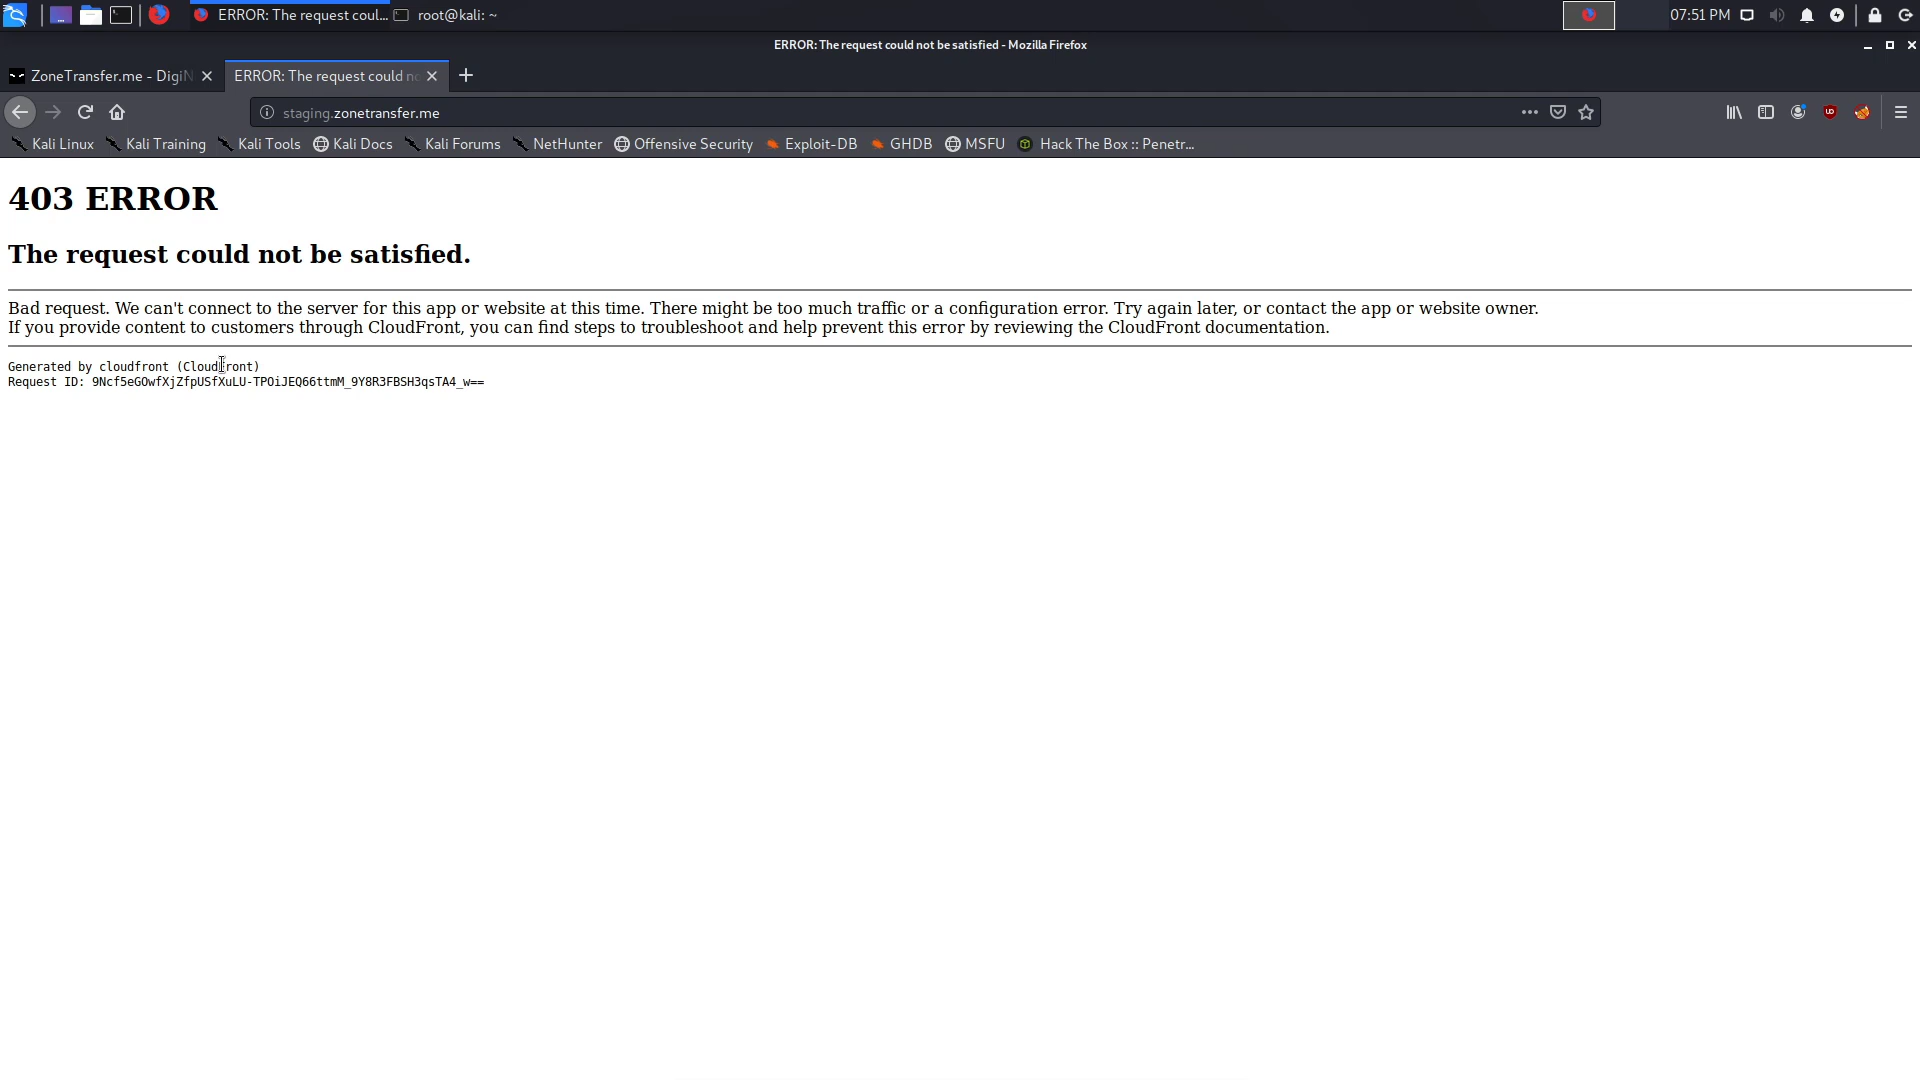 ERROR: The request coul...
root@kali: ~
07:51 PM
ERROR: The request could not be satisfied - Mozilla Firefox
ZoneTransfer.me - DigiN
ERROR: The request could no
staging.zonetransfer.me
Kali Linux
Kali Training
Kali Tools
Kali Docs
Kali Forums
NetHunter
Offensive Security
Exploit-DB
GHDB
MSFU
Hack The Box :: Penetr...
403 ERROR
The request could not be satisfied.
Bad request. We can't connect to the server for this app or website at this time. There might be too much traffic or a configuration error. Try again later, or contact the app or website owner.
If you provide content to customers through CloudFront, you can find steps to troubleshoot and help prevent this error by reviewing the CloudFront documentation.
Generated by cloudfront (CloudFront)
Request ID: 9Ncf5eGOwfXjZfpUSfXuLU-TPOiJEQ66ttmM_9Y8R3FBSH3qsTA4_w==